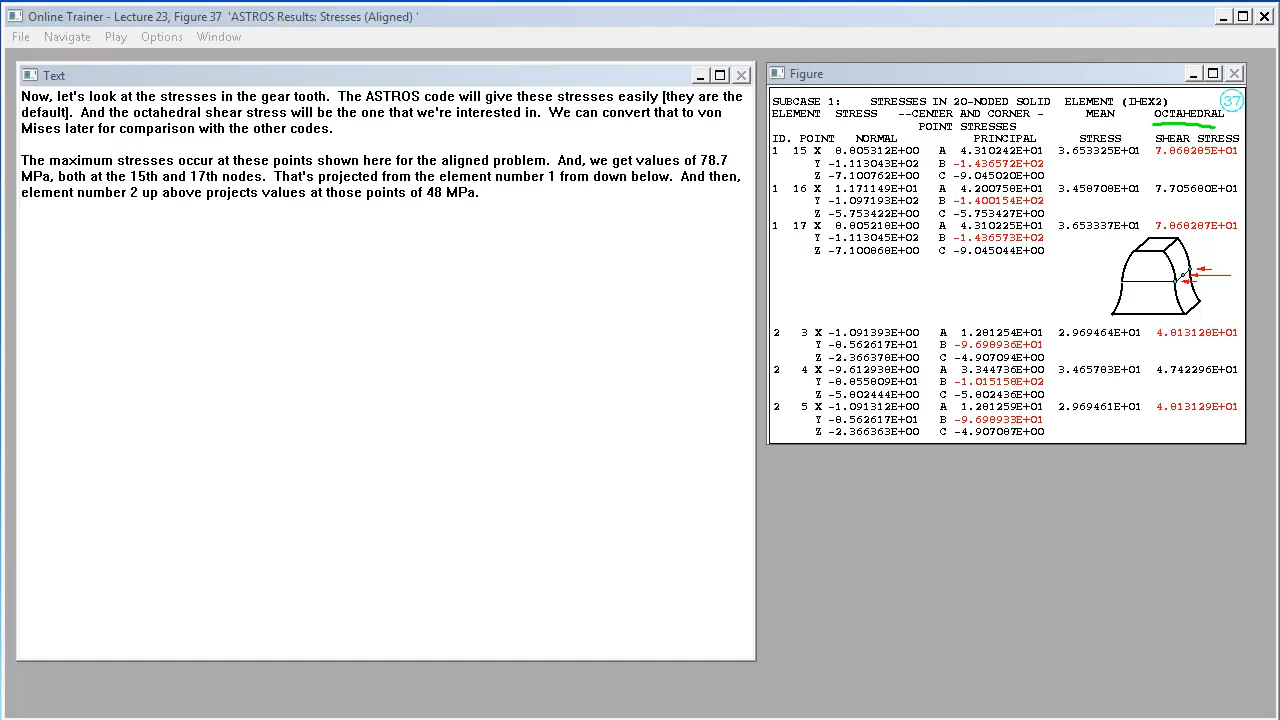 Online Trainer - Lecture 23, Figure 37 'ASTROS Results: Stresses (Aligned) '
File Navigate Play Options Window
Text
Now, let's look at the stresses in the gear tooth. The ASTROS code will give these stresses easily [they are the
default]. And the octahedral shear stress will be the one that we're interested in. We can convert that to von
Mises later for comparison with the other codes.
The maximum stresses occur at these points shown here for the aligned problem. And, we get values of 78.7
MPa, both at the 15th and 17th nodes. That's projected from the element number 1 from down below. And then,
element number 2 up above projects values at those points of 48 MPa.
Figure
37
SUBCASE 1: STRESSES IN 20-NODED SOLID ELEMENT (IHEX2)
ELEMENT STRESS --CENTER AND CORNER - MEAN OCTAHEDRAL
POINT STRESSES
ID. POINT NORMAL PRINCIPAL STRESS SHEAR STRESS
1 15 X 8.805312E+00 A 4.310242E+01 3.653325E+01 7.868285E+01
Y -1.113043E+02 B -1.436572E+02
Z -7.100762E+00 C -9.045020E+00
1 16 X 1.171149E+01 A 4.200758E+01 3.458708E+01 7.705680E+01
Y -1.097193E+02 B -1.400154E+02
Z -5.753422E+00 C -5.753427E+00
1 17 X 8.805218E+00 A 4.310225E+01 3.653337E+01 7.868287E+01
Y -1.113045E+02 B -1.436573E+02
Z -7.100868E+00 C -9.045044E+00
2 3 X -1.091393E+00 A 1.281254E+01 2.969464E+01 4.813128E+01
Y -8.562617E+01 B -9.698936E+01
Z -2.366378E+00 C -4.907094E+00
2 4 X -9.612938E+00 A 3.344736E+00 3.465783E+01 4.742296E+01
Y -8.855809E+01 B -1.015158E+02
Z -5.802444E+00 C -5.802436E+00
2 5 X -1.091312E+00 A 1.281259E+01 2.969461E+01 4.813129E+01
Y -8.562617E+01 B -9.698933E+01
Z -2.366363E+00 C -4.907087E+00